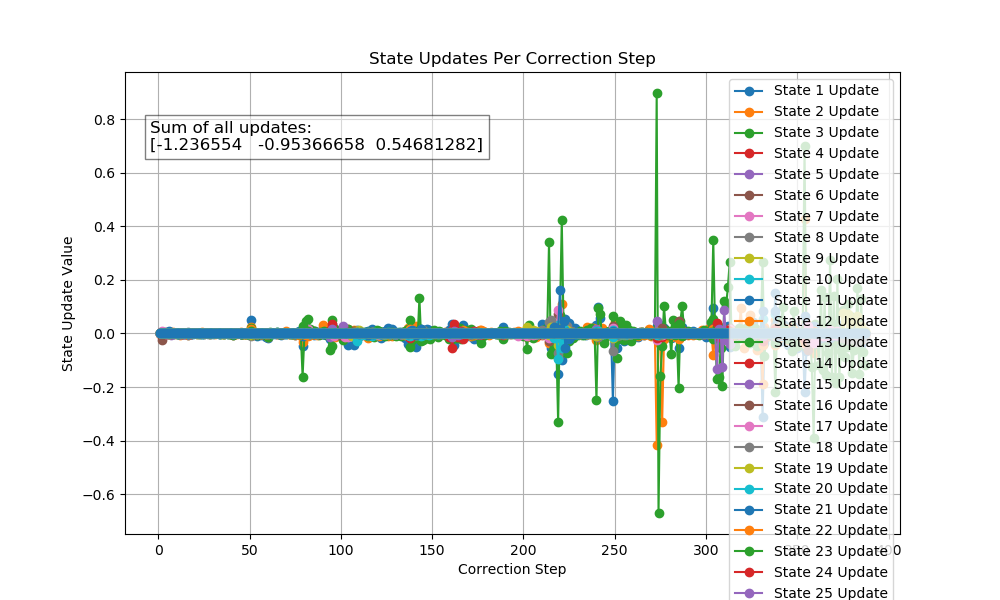 State Updates Per Correction Step
Sum of all updates:
[-1.236554   -0.95366658  0.54681282]
State Update Value
0.8
0.6
0.4
0.2
0.0
−0.2
−0.4
−0.6
0
50
100
150
200
250
300
400
Correction Step
State 1 Update
State 2 Update
State 3 Update
State 4 Update
State 5 Update
State 6 Update
State 7 Update
State 8 Update
State 9 Update
State 10 Update
State 11 Update
State 12 Update
State 13 Update
State 14 Update
State 15 Update
State 16 Update
State 17 Update
State 18 Update
State 19 Update
State 20 Update
State 21 Update
State 22 Update
State 23 Update
State 24 Update
State 25 Update